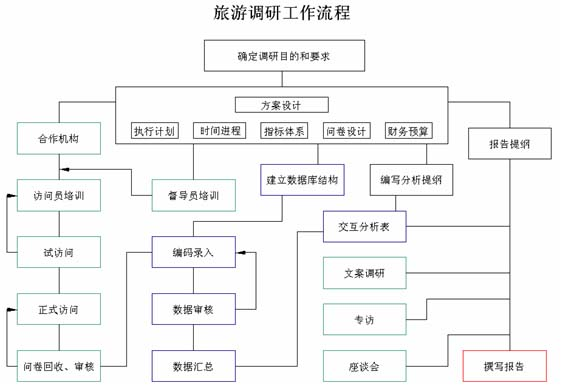 旅游调研工作流程
确定调研目的和要求
方案设计
执行计划
时间进程
指标体系
问卷设计
财务预算
合作机构
报告提纲
访问员培训
督导员培训
建立数据库结构
编写分析提纲
交互分析表
试访问
编码录入
文案调研
正式访问
数据审核
专访
问卷回收、审核
数据汇总
座谈会
撰写报告